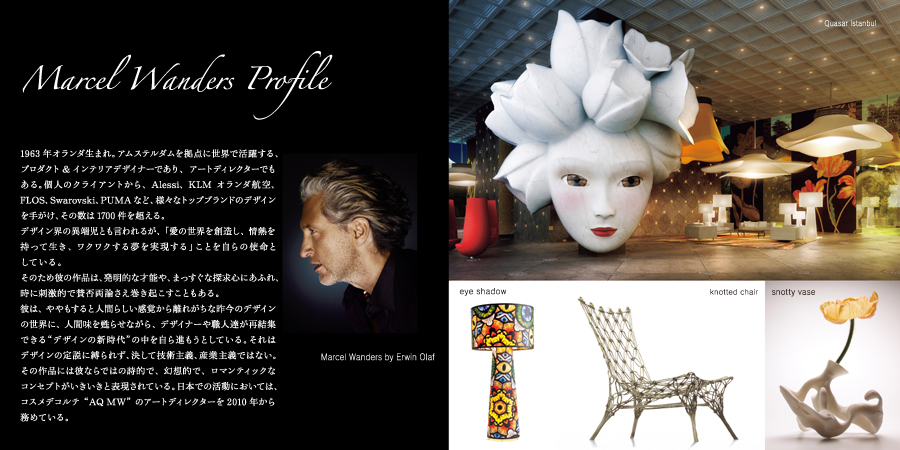 Marcel Wanders Profile
1963 年オランダ生まれ。アムステルダムを拠点に世界で活躍する、
プロダクト & インテリアデザイナーであり、アートディレクターでも
ある。個人のクライアントから、Alessi、KLM オランダ航空、
FLOS、Swarovski、PUMA など、様々なトップブランドのデザイン
を手がけ、その数は 1700 件を超える。
デザイン界の異端児とも言われるが、「愛の世界を創造し、情熱を
持って生き、ワクワクする夢を実現する」ことを自らの使命と
している。
そのため彼の作品は、発明的な才能や、まっすぐな探求心にあふれ、
時に刺激的で賛否両論さえ巻き起こすこともある。
彼は、ややもすると人間らしい感覚から離れがちな昨今のデザイン
の世界に、人間味を甦らせながら、デザイナーや職人達が再結集
できる“デザインの新時代”の中を自ら進もうとしている。それは
デザインの定説に縛られず、決して技術主義、産業主義ではない。
その作品には彼ならではの詩的で、幻想的で、ロマンティックな
コンセプトがいきいきと表現されている。日本での活動においては、
コスメデコルテ “AQ MW” のアートディレクターを 2010 年から
務めている。
Marcel Wanders by Erwin Olaf
Quasar Istanbul
eye shadow
knotted chair
snotty vase